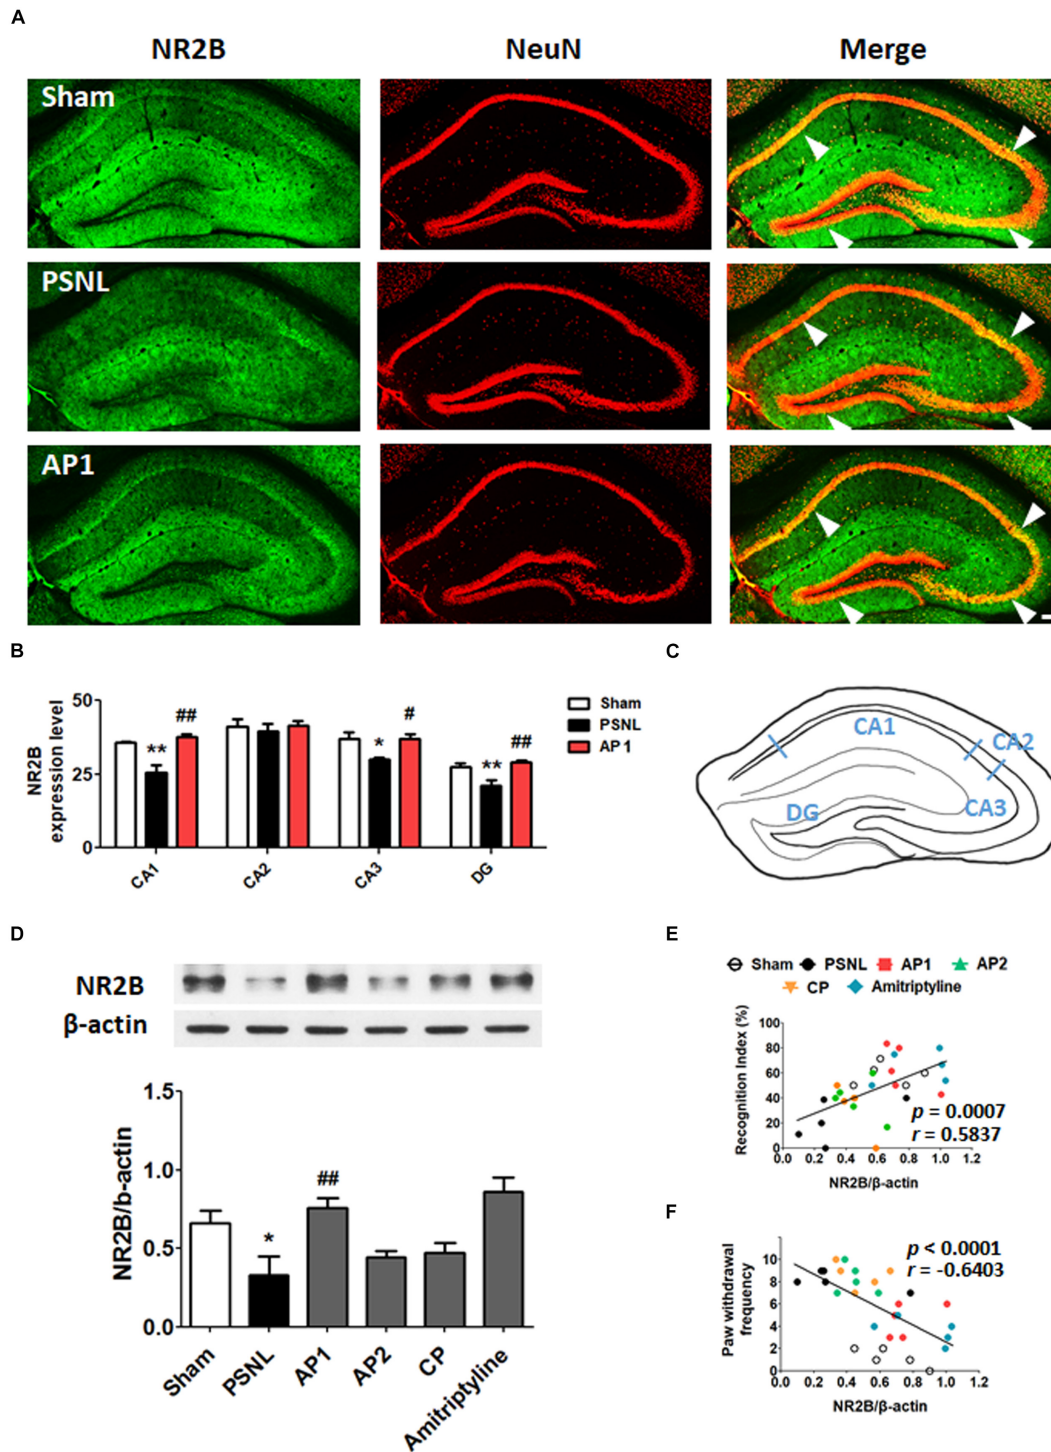 A
NR2B NeuN Merge
Sham
PSNL
AP1
B
NR2B
expression level
50
25
0
## ** # * ## **
CA1 CA2 CA3 DG
Sham
PSNL
AP1
C
CA1
CA2
CA3
DG
D
NR2B
β-actin
NR2B/b-actin
1.5
1.0
0.5
0.0
* ##
Sham PSNL AP1 AP2 CP Amitriptyline
E
Sham PSNL AP1 AP2
CP Amitriptyline
Recognition Index (%)
100
80
60
40
20
0
p = 0.0007
r = 0.5837
0.0 0.2 0.4 0.6 0.8 1.0 1.2
NR2B/β-actin
F
Paw withdrawal
frequency
10
8
6
4
2
0
p < 0.0001
r = -0.6403
0.0 0.2 0.4 0.6 0.8 1.0 1.2
NR2B/β-actin